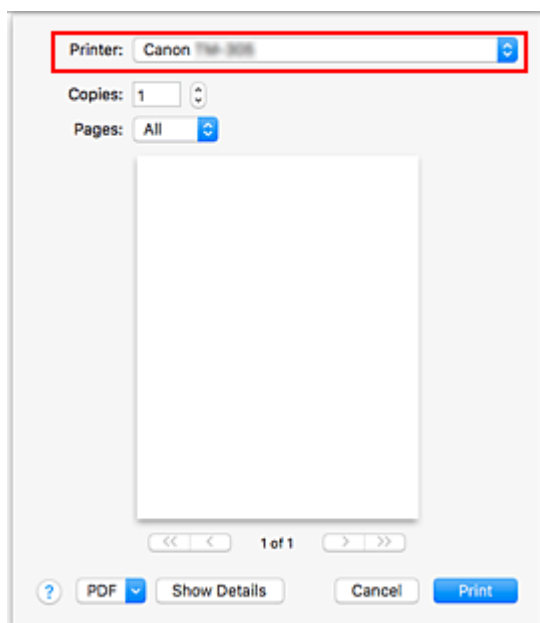 Printer: Canon
Copies: 1
Pages: All
1 of 1
? PDF Show Details Cancel Print